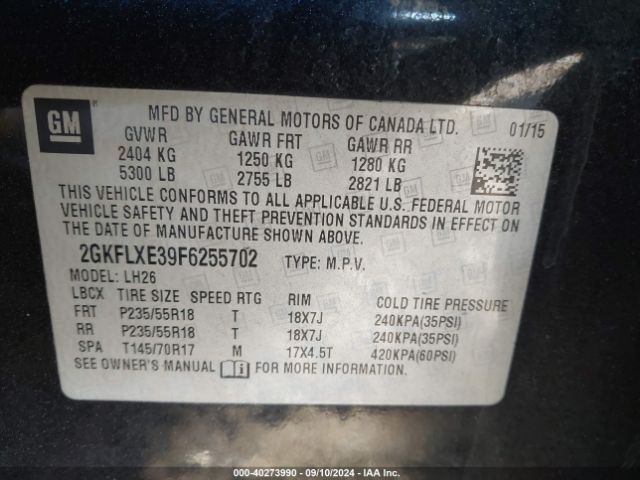 GM
MFD BY GENERAL MOTORS OF CANADA LTD. 01/15
GVWR GAWR FRT GAWR RR
2404 KG 1250 KG 1280 KG
5300 LB 2755 LB 2821 LB
THIS VEHICLE CONFORMS TO ALL APPLICABLE U.S. FEDERAL MOTOR
VEHICLE SAFETY AND THEFT PREVENTION STANDARDS IN EFFECT ON
THE DATE OF MANUFACTURE SHOWN ABOVE.
2GKFLXE39F6255702 TYPE: M.P.V.
MODEL: LH26
LBCX TIRE SIZE SPEED RTG RIM COLD TIRE PRESSURE
FRT P235/55R18 T 18X7J 240KPA(35PSI)
RR P235/55R18 T 18X7J 240KPA(35PSI)
SPA T145/70R17 M 17X4.5T 420KPA(60PSI)
SEE OWNER'S MANUAL FOR MORE INFORMATION.
000-40273990 - 09/10/2024 - IAA Inc.